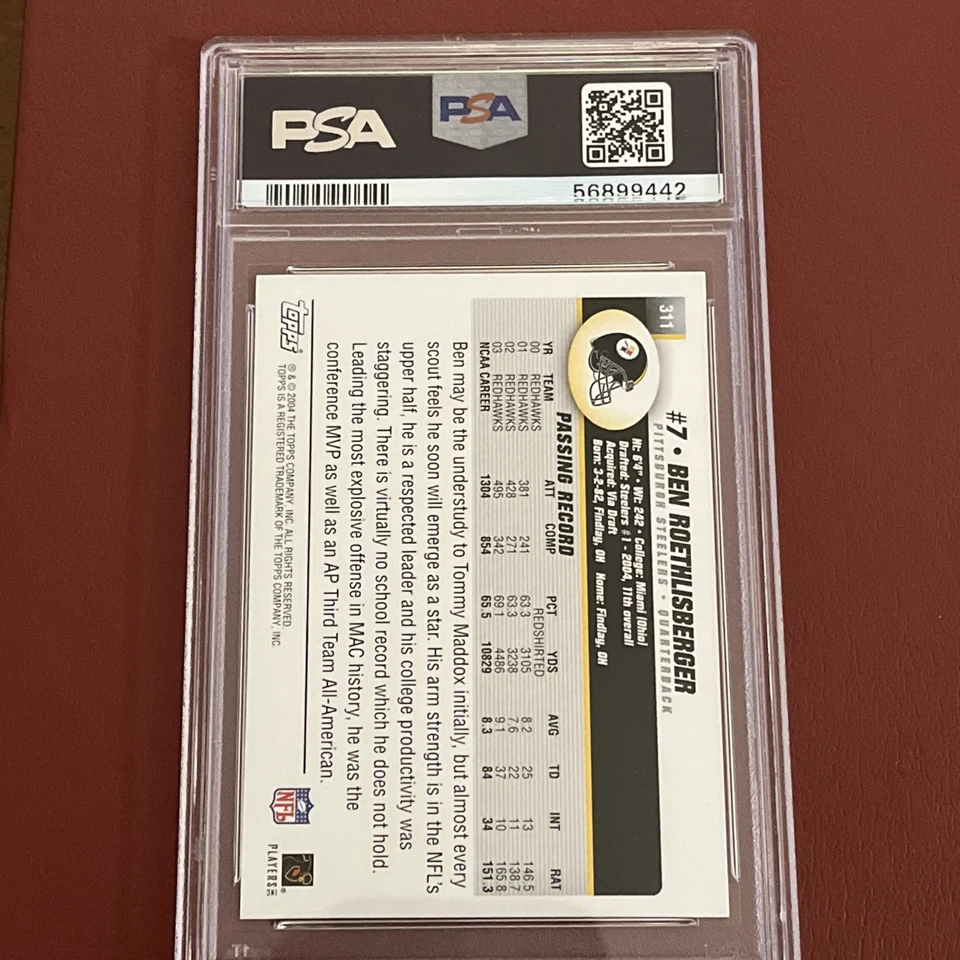 PSA
PSA
56899442
311
#7 • BEN ROETHLISBERGER
PITTSBURGH STEELERS • QUARTERBACK
Ht: 6'4" • Wt: 242 • College: Miami (Ohio)
Drafted: Steelers #1 - 2004, 11th overall
Acquired: Via Draft
Born: 3-2-82, Findlay, OH Home: Findlay, OH
PASSING RECORD
YR TEAM ATT COMP PCT YDS AVG TD INT RAT
00 REDHAWKS REDSHIRTED
01 REDHAWKS 381 241 63.3 3105 8.2 25 13 146.5
02 REDHAWKS 428 271 63.3 3238 7.6 22 11 138.7
03 REDHAWKS 495 342 69.1 4486 9.1 37 10 165.8
NCAA CAREER 1304 854 65.5 10829 8.3 84 34 151.3
Ben may be the understudy to Tommy Maddox initially, but almost every
scout feels he soon will emerge as a star. His arm strength is in the NFL's
upper half, he is a respected leader and his college productivity was
staggering. There is virtually no school record which he does not hold.
Leading the most explosive offense in MAC history, he was the
conference MVP as well as an AP Third Team All-American.
topps
® & © 2004 THE TOPPS COMPANY, INC. ALL RIGHTS RESERVED.
TOPPS IS A REGISTERED TRADEMARK OF THE TOPPS COMPANY, INC.
NFL
PLAYERS INC